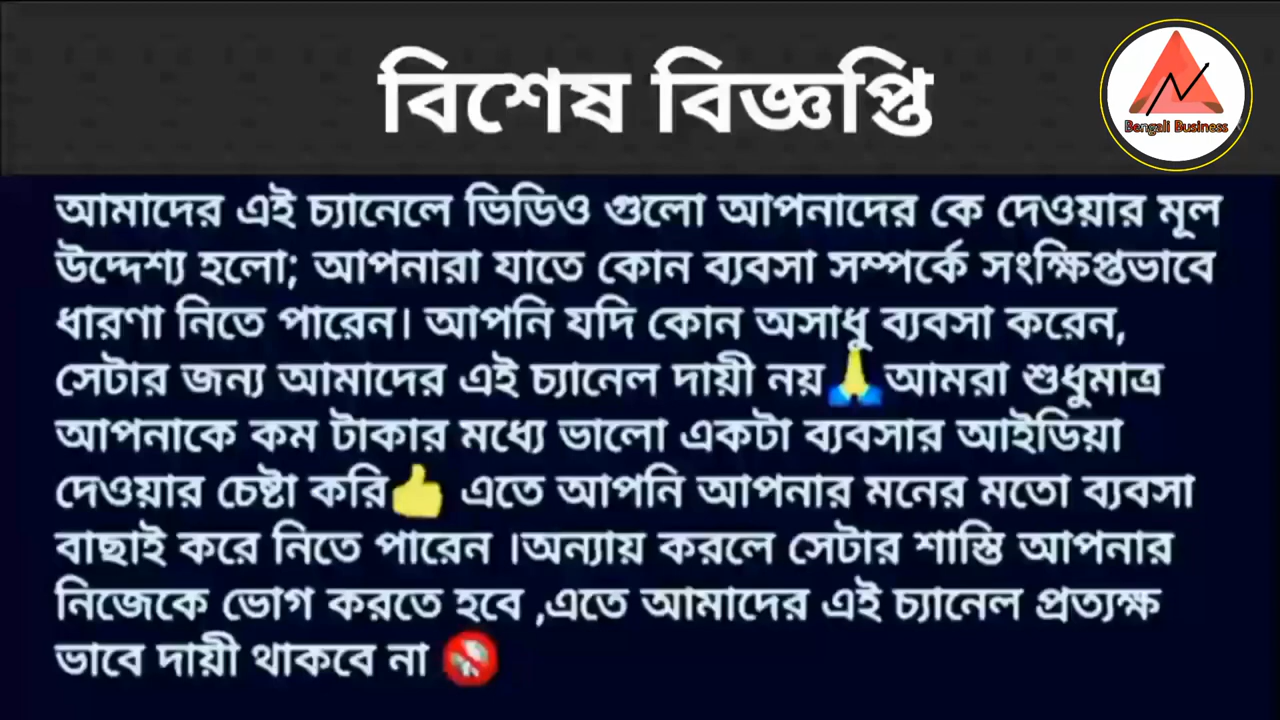 বিশেষ বিজ্ঞপ্তি
Bengali Business
আমাদের এই চ্যানেলে ভিডিও গুলো আপনাদের কে দেওয়ার মূল
উদ্দেশ্য হলো; আপনারা যাতে কোন ব্যবসা সম্পর্কে সংক্ষিপ্তভাবে
ধারণা নিতে পারেন। আপনি যদি কোন অসাধু ব্যবসা করেন,
সেটার জন্য আমাদের এই চ্যানেল দায়ী নয়🙏আমরা শুধুমাত্র
আপনাকে কম টাকার মধ্যে ভালো একটা ব্যবসার আইডিয়া
দেওয়ার চেষ্টা করি👍 এতে আপনি আপনার মনের মতো ব্যবসা
বাছাই করে নিতে পারেন ।অন্যায় করলে সেটার শাস্তি আপনার
নিজেকে ভোগ করতে হবে ,এতে আমাদের এই চ্যানেল প্রত্যক্ষ
ভাবে দায়ী থাকবে না